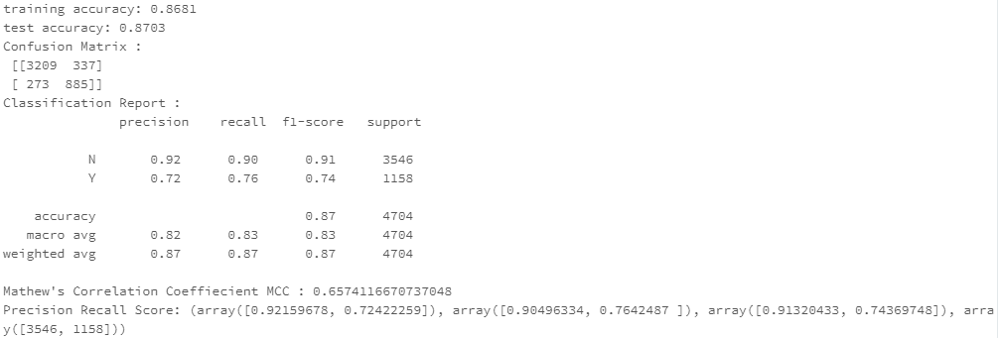 training accuracy: 0.8681
test accuracy: 0.8703
Confusion Matrix :
[[3209 337]
[ 273 885]]
Classification Report :
precision recall f1-score support
N 0.92 0.90 0.91 3546
Y 0.72 0.76 0.74 1158
accuracy 0.87 4704
macro avg 0.82 0.83 0.83 4704
weighted avg 0.87 0.87 0.87 4704
Mathew's Correlation Coeffiecient MCC : 0.6574116670737048
Precision Recall Score: (array([0.92159678, 0.72422259]), array([0.90496334, 0.7642487 ]), array([0.91320433, 0.74369748]), arra
y([3546, 1158]))